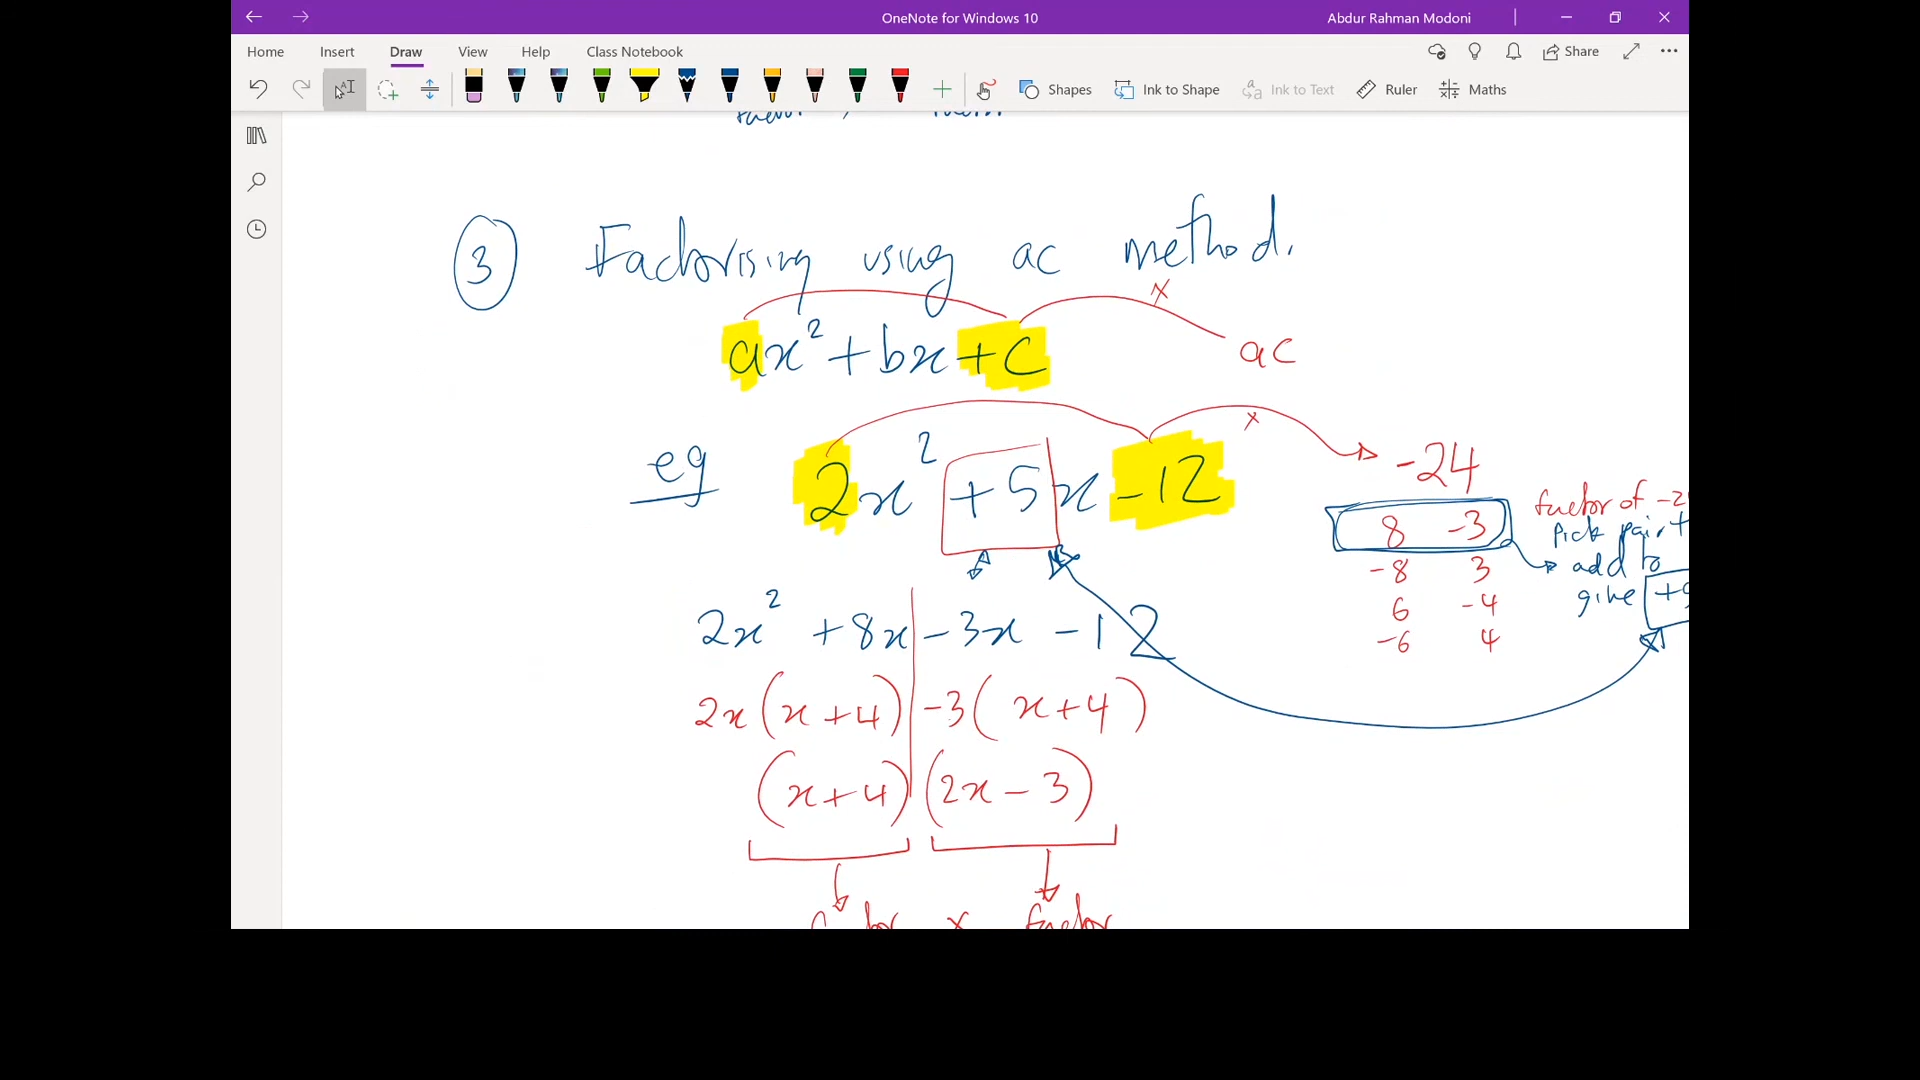 OneNote for Windows 10
Abdur Rahman Modoni
Home Insert Draw View Help Class Notebook
Share
Shapes Ink to Shape Ink to Text Ruler Maths
3 Factorising using ac method.
ax² + bx + c
x
ac
eg 2x² + 5x - 12
x
-24
8 -3
-8 3
6 -4
-6 4
factor of -2
Pick pair t
add to
give
2x² + 8x - 3x - 12
2x(x+4) -3(x+4)
(x+4)(2x-3)
x factor